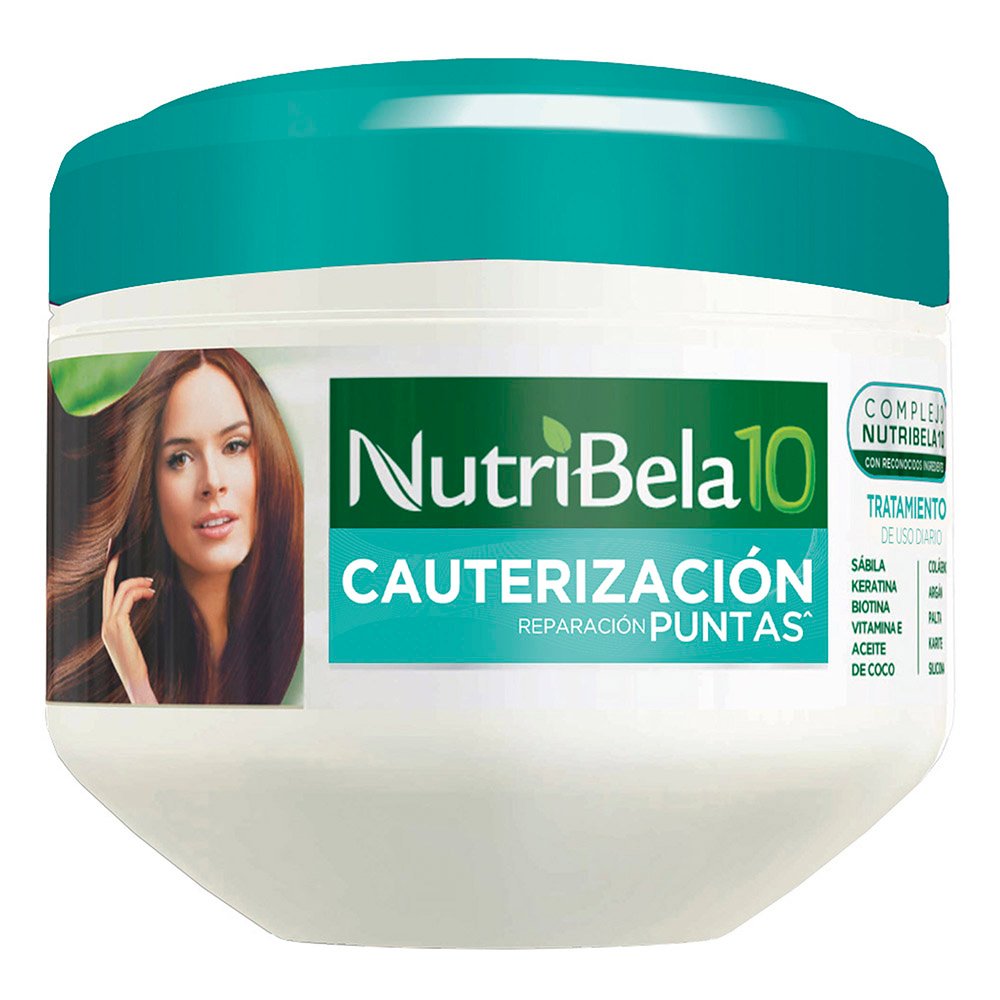 NutriBela10
CAUTERIZACIÓN
REPARACIÓN PUNTAS^
COMPLEJO
NUTRIBELA10
CON RECONOCIDOS
TRATAMIENTO
DE USO DIARIO
SÁBILA
KERATINA
BIOTINA
VITAMINA E
ACEITE
DE COCO
ARGÁN
PALTA
KARITE